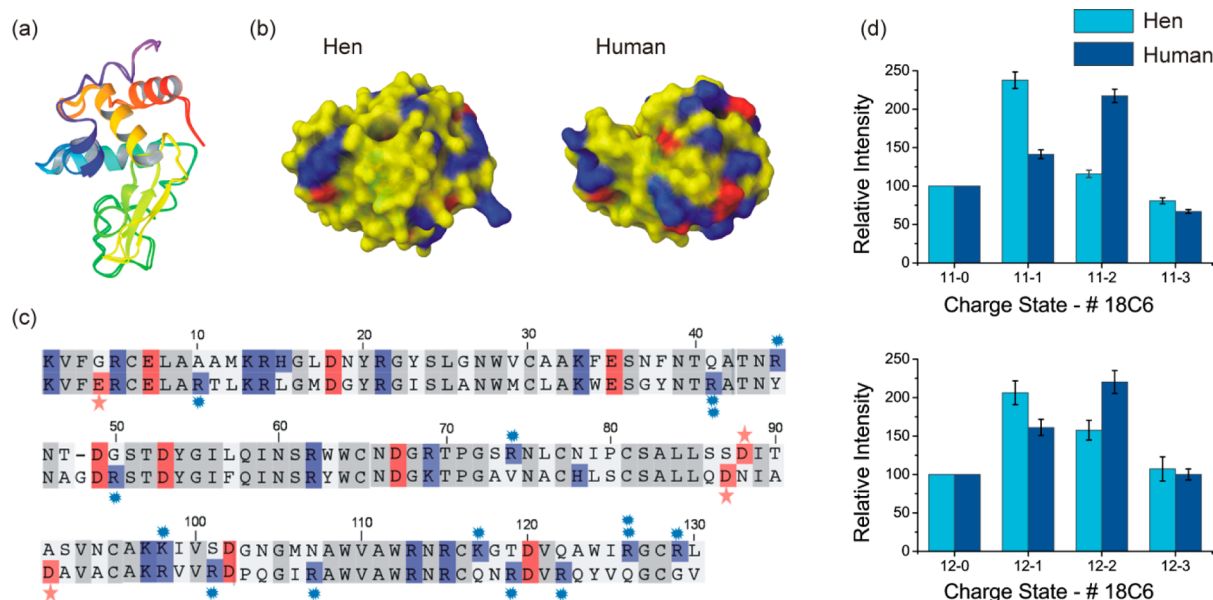 (a)
(b)
Hen
Human
(c)
10 20 30 40
KVFGRCELAAAMKRHGLDNYRGYSLGNWVCAAKFESNFNTQATNR
KVFERCELARTLKRLGMDGYRGISLANWMCLAKWESGYNTRATNY
50 60 70 80 90
NT-DGSTDYGILQINSRWWCNDGRTPGSRNLCNIPCSALLSSDIT
NAGDRSTDYGIFQINSRYWCNDGKTPGAVNACHLSCSALLQDNIA
100 110 120 130
ASVNCAKKIVSDGNGMNAWVAWRNRCKGTDVQAWIRGCRL
DAVACAKRVVRDPQGIRAWVAWRNRCQNRDVRQYVQGCGV
(d)
Hen
Human
Relative Intensity
250
200
150
100
50
0
11-0 11-1 11-2 11-3
Charge State - # 18C6
Relative Intensity
250
200
150
100
50
0
12-0 12-1 12-2 12-3
Charge State - # 18C6